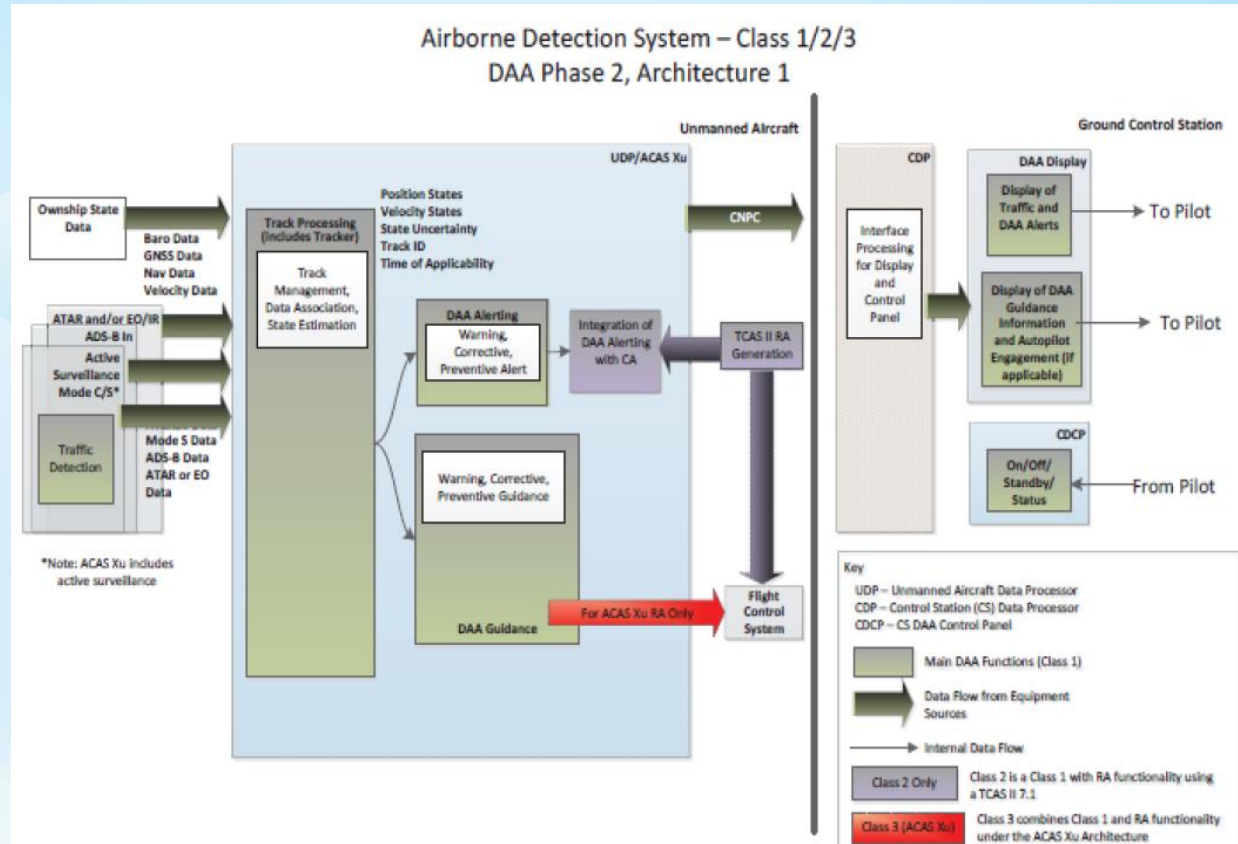 Airborne Detection System – Class 1/2/3
DAA Phase 2, Architecture 1
Unmanned Aircraft
Ground Control Station
Ownship State
Data
Baro Data
GNSS Data
Nav Data
Velocity Data
ATAR and/or EO/IR
ADS-B In
Active
Surveillance
Mode C/S*
Traffic
Detection
Mode S Data
ADS-B Data
ATAR or EO
Data
*Note: ACAS Xu includes
active surveillance
UDP/ACAS Xu
Track Processing
(includes Tracker)
Track
Management,
Data Association,
State Estimation
Position States
Velocity States
State Uncertainty
Track ID
Time of Applicability
DAA Alerting
Warning,
Corrective,
Preventive Alert
Integration of
DAA Alerting
with CA
TCAS II RA
Generation
Warning, Corrective,
Preventive Guidance
DAA Guidance
For ACAS Xu RA Only
Flight
Control
System
CNPC
CDP
Interface
Processing
for Display
and
Control
Panel
DAA Display
Display of
Traffic and
DAA Alerts
To Pilot
Display of DAA
Guidance
Information
and Autopilot
Engagement (if
applicable)
To Pilot
CDCP
On/Off/
Standby/
Status
From Pilot
Key
UDP – Unmanned Aircraft Data Processor
CDP – Control Station (CS) Data Processor
CDCP – CS DAA Control Panel
Main DAA Functions (Class 1)
Data Flow from Equipment
Sources
Internal Data Flow
Class 2 Only
Class 2 is a Class 1 with RA functionality using
a TCAS II 7.1
Class 3 (ACAS Xu)
Class 3 combines Class 1 and RA functionality
under the ACAS Xu Architecture